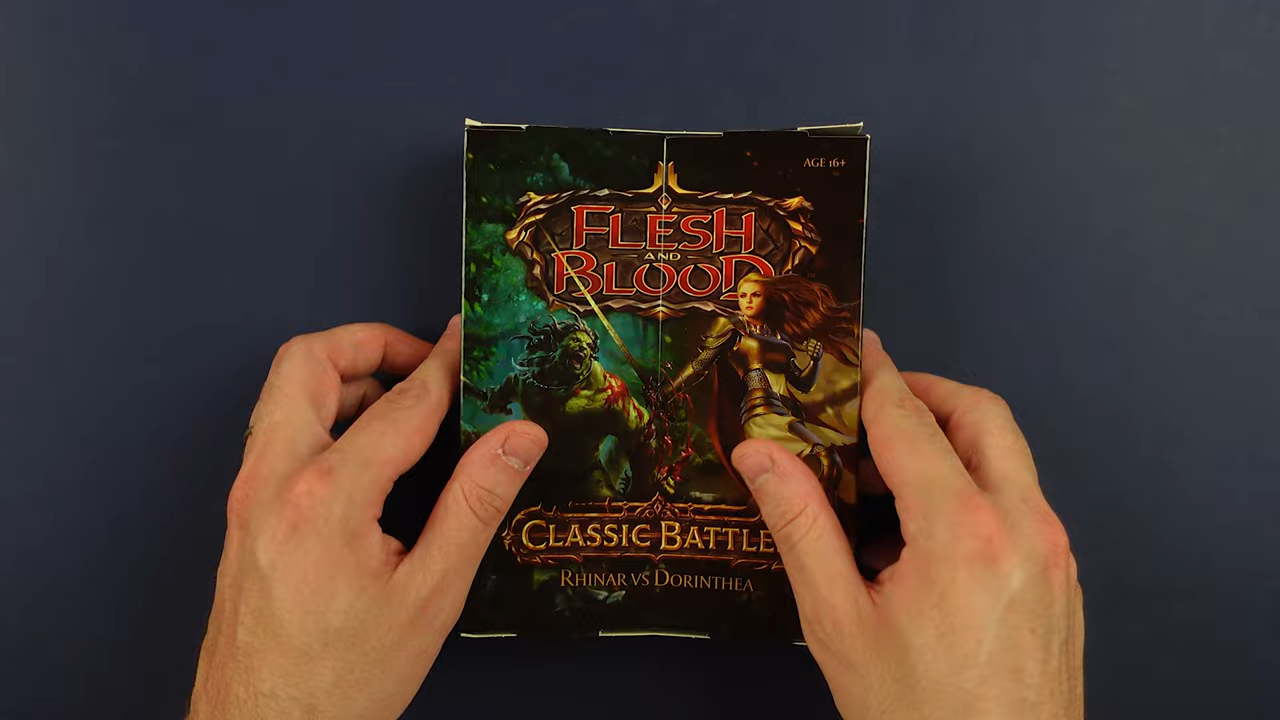 AGE 16+
FLESH
AND
BLOOD
CLASSIC BATTLE
RHINAR VS DORINTHEA